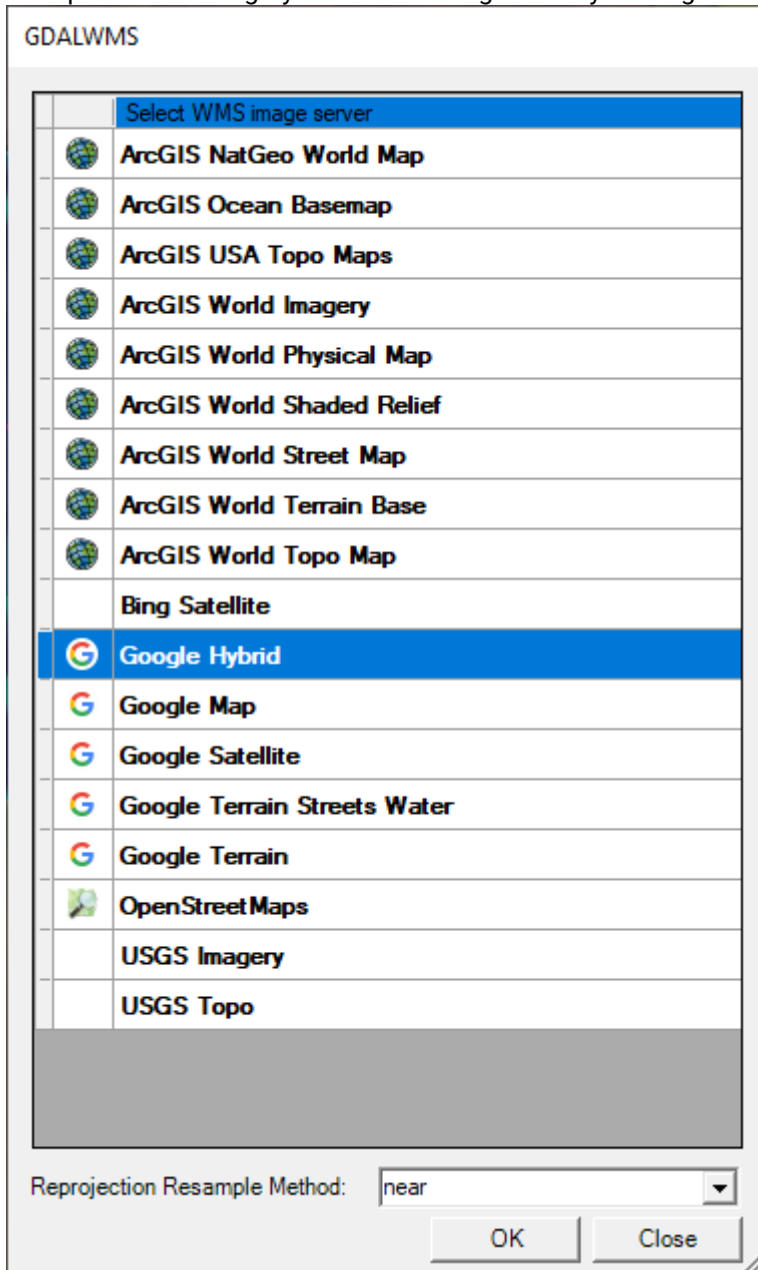 GDALWMS
Select WMS image server
ArcGIS NatGeo World Map
ArcGIS Ocean Basemap
ArcGIS USA Topo Maps
ArcGIS World Imagery
ArcGIS World Physical Map
ArcGIS World Shaded Relief
ArcGIS World Street Map
ArcGIS World Terrain Base
ArcGIS World Topo Map
Bing Satellite
Google Hybrid
Google Map
Google Satellite
Google Terrain Streets Water
Google Terrain
OpenStreetMaps
USGS Imagery
USGS Topo
Reprojection Resample Method: near
OK Close